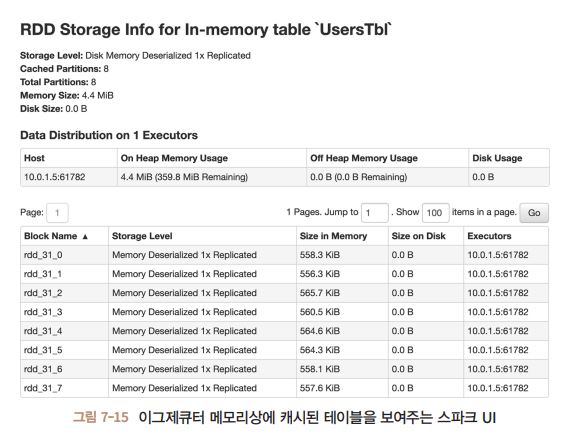 RDD Storage Info for In-memory table `UsersTbl`
Storage Level: Disk Memory Deserialized 1x Replicated
Cached Partitions: 8
Total Partitions: 8
Memory Size: 4.4 MiB
Disk Size: 0.0 B
Data Distribution on 1 Executors
Host On Heap Memory Usage Off Heap Memory Usage Disk Usage
10.0.1.5:61782 4.4 MiB (359.8 MiB Remaining) 0.0 B (0.0 B Remaining) 0.0 B
Page: 1 1 Pages. Jump to 1 . Show 100 items in a page. Go
Block Name ▲ Storage Level Size in Memory Size on Disk Executors
rdd_31_0 Memory Deserialized 1x Replicated 558.3 KiB 0.0 B 10.0.1.5:61782
rdd_31_1 Memory Deserialized 1x Replicated 556.3 KiB 0.0 B 10.0.1.5:61782
rdd_31_2 Memory Deserialized 1x Replicated 565.7 KiB 0.0 B 10.0.1.5:61782
rdd_31_3 Memory Deserialized 1x Replicated 560.5 KiB 0.0 B 10.0.1.5:61782
rdd_31_4 Memory Deserialized 1x Replicated 564.6 KiB 0.0 B 10.0.1.5:61782
rdd_31_5 Memory Deserialized 1x Replicated 564.3 KiB 0.0 B 10.0.1.5:61782
rdd_31_6 Memory Deserialized 1x Replicated 558.1 KiB 0.0 B 10.0.1.5:61782
rdd_31_7 Memory Deserialized 1x Replicated 557.6 KiB 0.0 B 10.0.1.5:61782
그림 7-15 이그제큐터 메모리상에 캐시된 테이블을 보여주는 스파크 UI